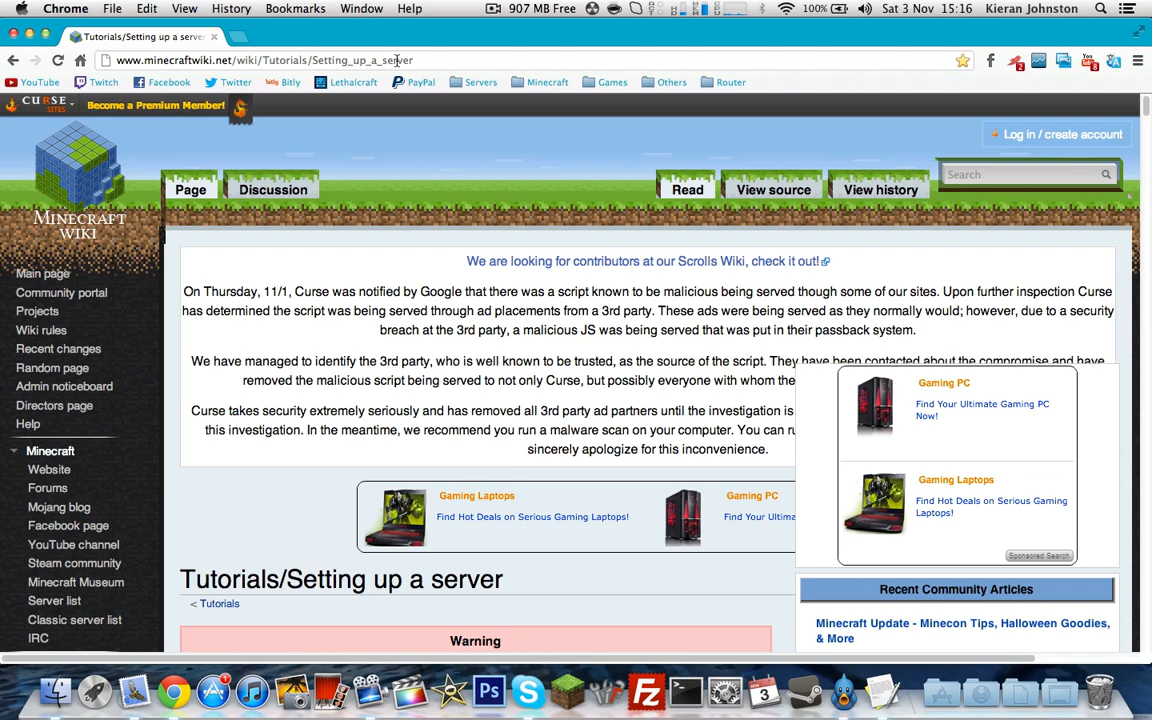 Chrome File Edit View History Bookmarks Window Help 907 MB Free 100% Sat 3 Nov 15:16 Kieran Johnston
Tutorials/Setting up a server
www.minecraftwiki.net/wiki/Tutorials/Setting_up_a_server
YouTube Twitch Facebook Twitter Bitly Lethalcraft PayPal Servers Minecraft Games Others Router
CURSE SITES Become a Premium Member!
Log in / create account
Page Discussion Read View source View history Search
MINECRAFT
WIKI
Main page
Community portal
Projects
Wiki rules
Recent changes
Random page
Admin noticeboard
Directors page
Help
Minecraft
Website
Forums
Mojang blog
Facebook page
YouTube channel
Steam community
Minecraft Museum
Server list
Classic server list
IRC
We are looking for contributors at our Scrolls Wiki, check it out!
On Thursday, 11/1, Curse was notified by Google that there was a script known to be malicious being served though some of our sites. Upon further inspection Curse
has determined the script was being served through ad placements from a 3rd party. These ads were being served as they normally would; however, due to a security
breach at the 3rd party, a malicious JS was being served that was put in their passback system.
We have managed to identify the 3rd party, who is well known to be trusted, as the source of the script. They have been contacted about the compromise and have
removed the malicious script being served to not only Curse, but possibly everyone with whom the
Curse takes security extremely seriously and has removed all 3rd party ad partners until the investigation is
this investigation. In the meantime, we recommend you run a malware scan on your computer. You can ru
sincerely apologize for this inconvenience.
Gaming PC
Find Your Ultimate Gaming PC
Now!
Gaming Laptops
Find Hot Deals on Serious Gaming
Laptops!
Sponsored Search
Gaming Laptops
Find Hot Deals on Serious Gaming Laptops!
Gaming PC
Find Your Ultima
Tutorials/Setting up a server
< Tutorials
Warning
Recent Community Articles
Minecraft Update - Minecon Tips, Halloween Goodies,
& More